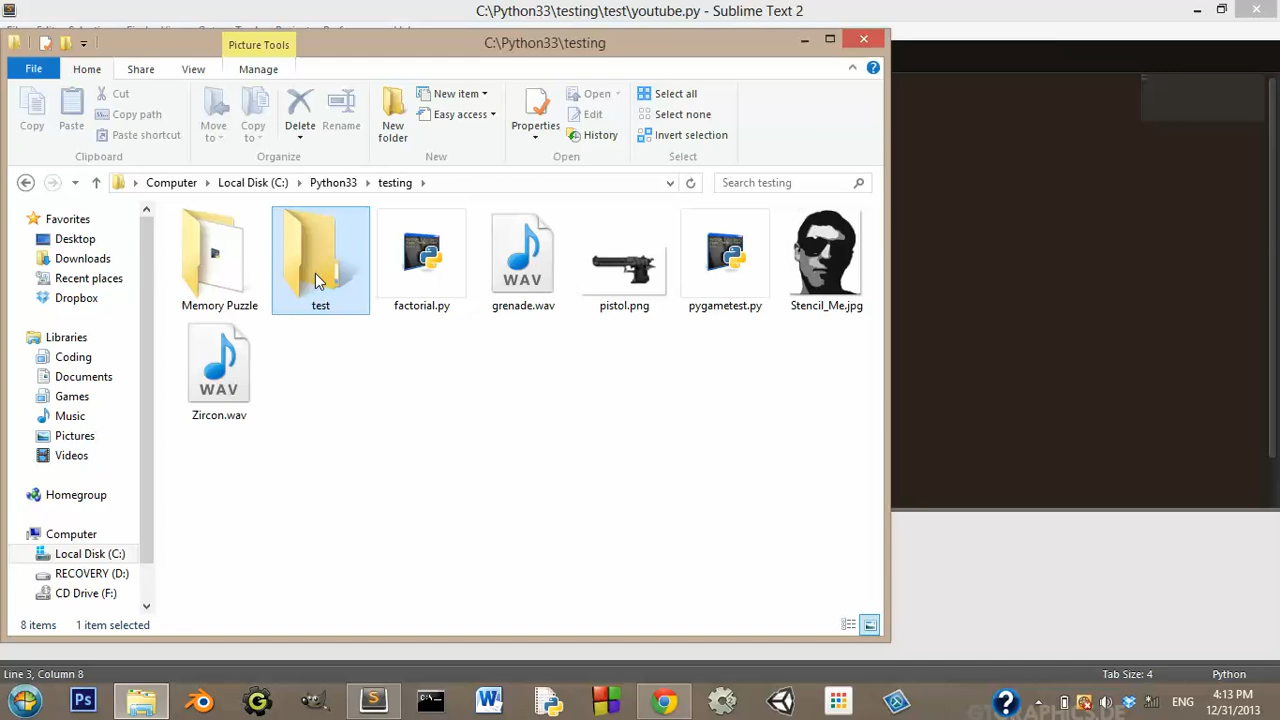 C:\Python33\testing\test\youtube.py - Sublime Text 2
Picture Tools
C:\Python33\testing
File Home Share View Manage
Copy
Paste
Cut
Copy path
Paste shortcut
Clipboard
Move to
Copy to
Delete
Rename
Organize
New folder
New item
Easy access
New
Properties
Open
Edit
History
Open
Select all
Select none
Invert selection
Select
Computer Local Disk (C:) Python33 testing
Search testing
Favorites
Desktop
Downloads
Recent places
Dropbox
Libraries
Coding
Documents
Games
Music
Pictures
Videos
Homegroup
Computer
Local Disk (C:)
RECOVERY (D:)
CD Drive (F:)
Memory Puzzle
test
factorial.py
WAV
grenade.wav
pistol.png
pygametest.py
Stencil_Me.jpg
WAV
Zircon.wav
8 items 1 item selected
Line 3, Column 8
Tab Size: 4
Python
Ps
ENG
4:13 PM
12/31/2013